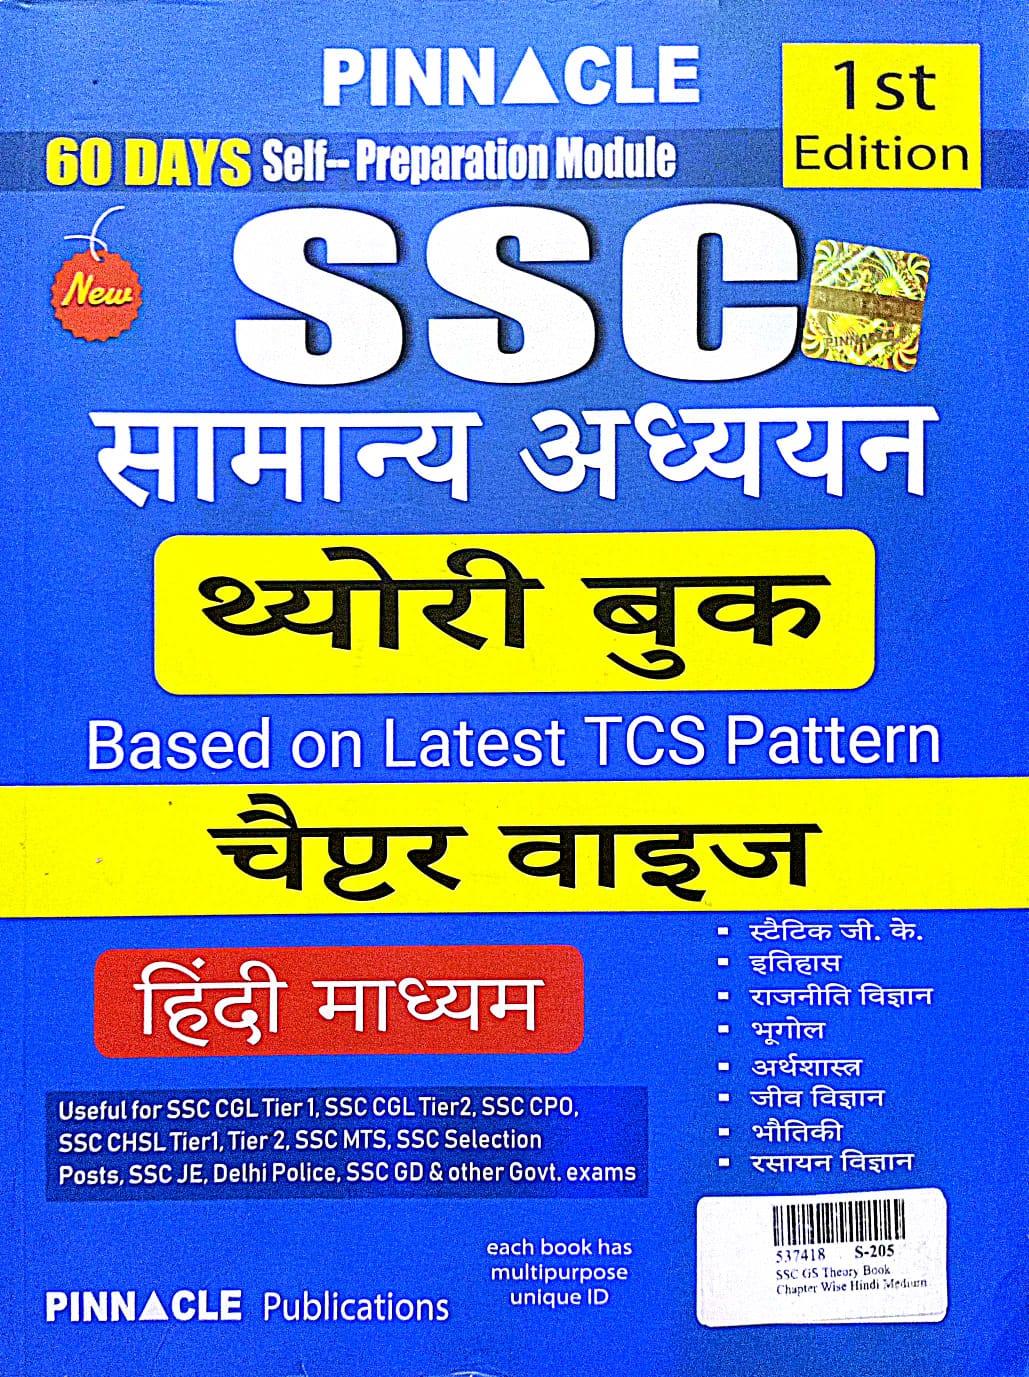 PINNACLE
1st
Edition
60 DAYS Self-Preparation Module
New
SSC
PINNACLE
सामान्य अध्ययन
थ्योरी बुक
Based on Latest TCS Pattern
चैप्टर वाइज
हिंदी माध्यम
▪ स्टैटिक जी. के.
▪ इतिहास
▪ राजनीति विज्ञान
▪ भूगोल
▪ अर्थशास्त्र
▪ जीव विज्ञान
▪ भौतिकी
▪ रसायन विज्ञान
Useful for SSC CGL Tier 1, SSC CGL Tier2, SSC CPO,
SSC CHSL Tier1, Tier 2, SSC MTS, SSC Selection
Posts, SSC JE, Delhi Police, SSC GD & other Govt. exams
each book has
multipurpose
unique ID
PINNACLE Publications
537418 S-205
SSC GS Theory Book
Chapter Wise Hindi Medium